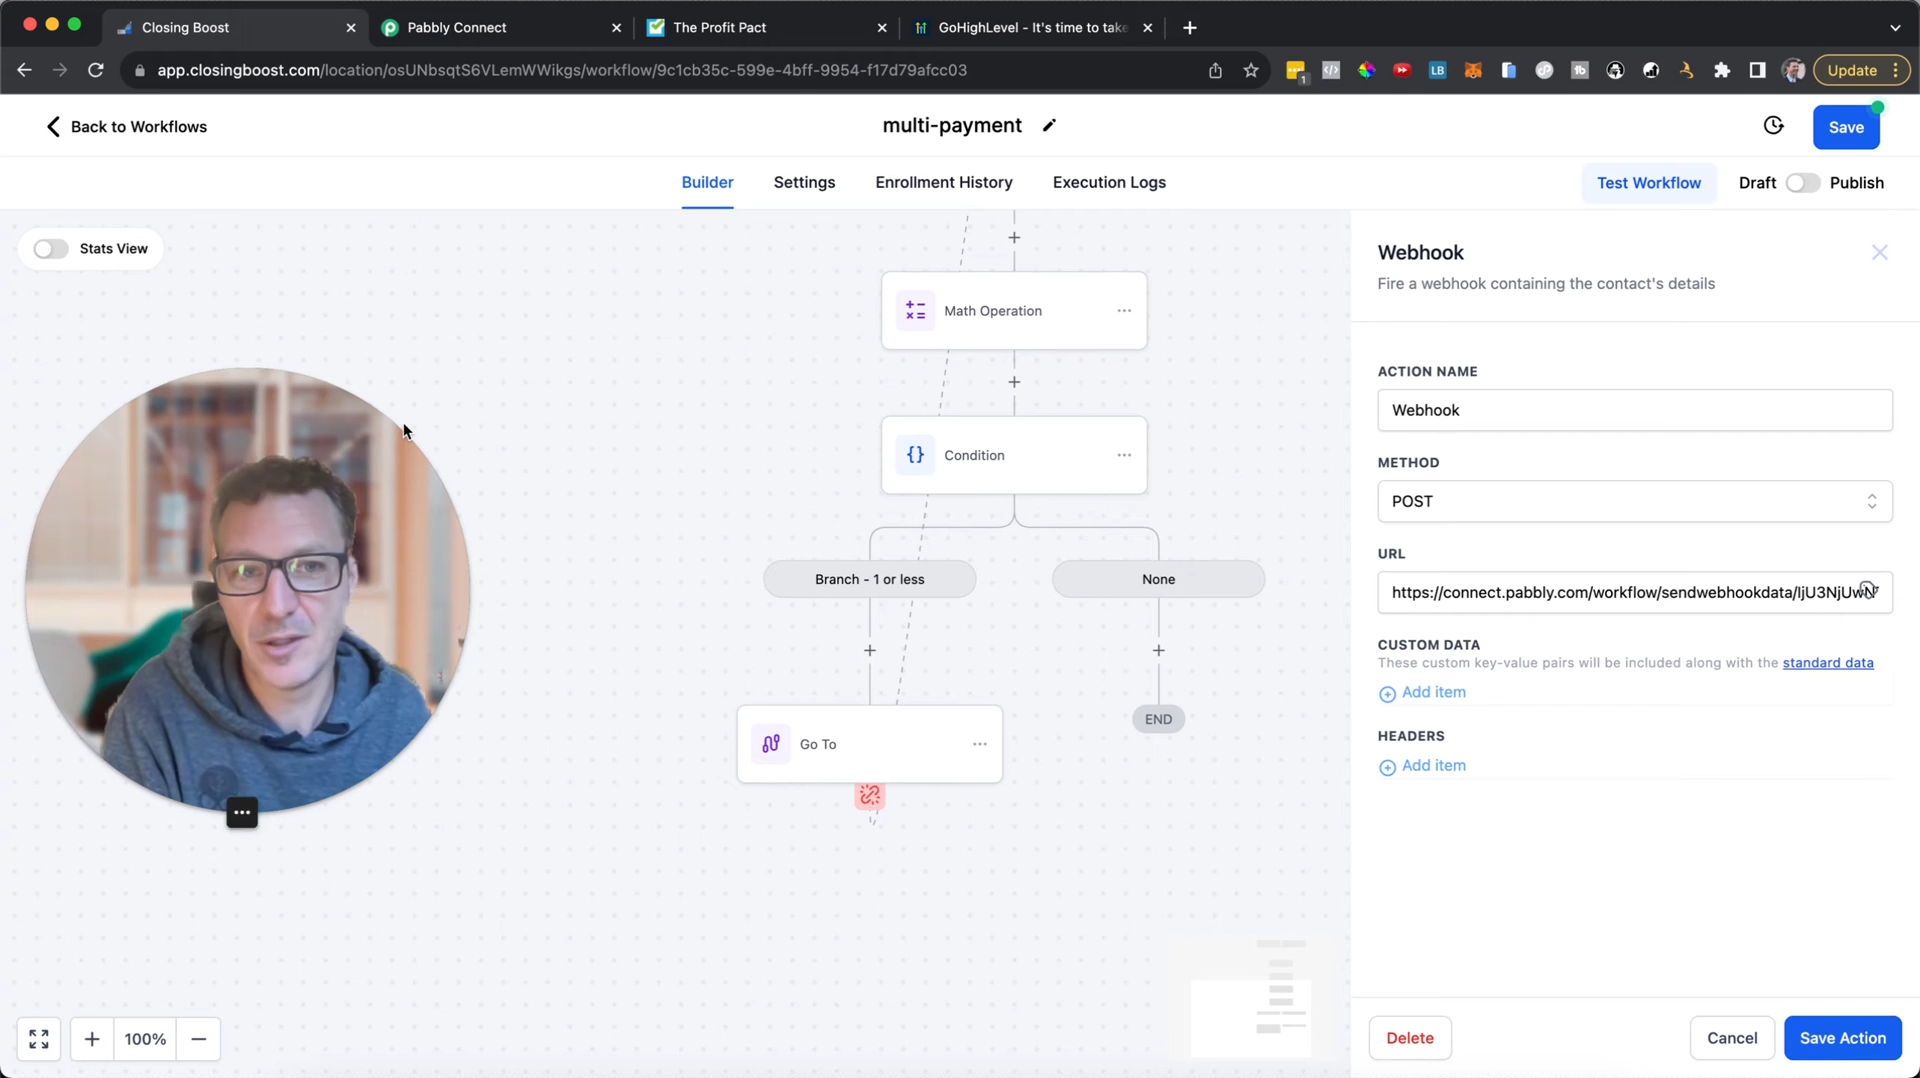 Closing Boost
Pabbly Connect
The Profit Pact
GoHighLevel - It's time to take
app.closingboost.com/location/osUNbsqtS6VLemWWikgs/workflow/9c1cb35c-599e-4bff-9954-f17d79afcc03
1
LB
Update
Back to Workflows
multi-payment
Save
Builder
Settings
Enrollment History
Execution Logs
Test Workflow
Draft
Publish
Stats View
Math Operation
Condition
Branch - 1 or less
None
Go To
END
100%
Webhook
Fire a webhook containing the contact's details
ACTION NAME
Webhook
METHOD
POST
URL
https://connect.pabbly.com/workflow/sendwebhookdata/IjU3NjUwN
CUSTOM DATA
These custom key-value pairs will be included along with the standard data
Add item
HEADERS
Add item
Delete
Cancel
Save Action